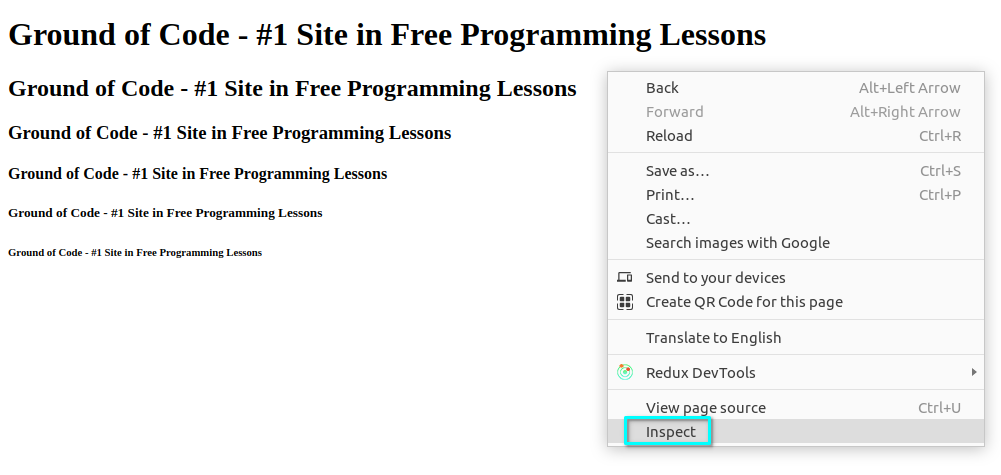 Ground of Code - #1 Site in Free Programming Lessons
Ground of Code - #1 Site in Free Programming Lessons
Ground of Code - #1 Site in Free Programming Lessons
Ground of Code - #1 Site in Free Programming Lessons
Ground of Code - #1 Site in Free Programming Lessons
Ground of Code - #1 Site in Free Programming Lessons
Back Alt+Left Arrow
Forward Alt+Right Arrow
Reload Ctrl+R
Save as… Ctrl+S
Print… Ctrl+P
Cast…
Search images with Google
Send to your devices
Create QR Code for this page
Translate to English
Redux DevTools
View page source Ctrl+U
Inspect